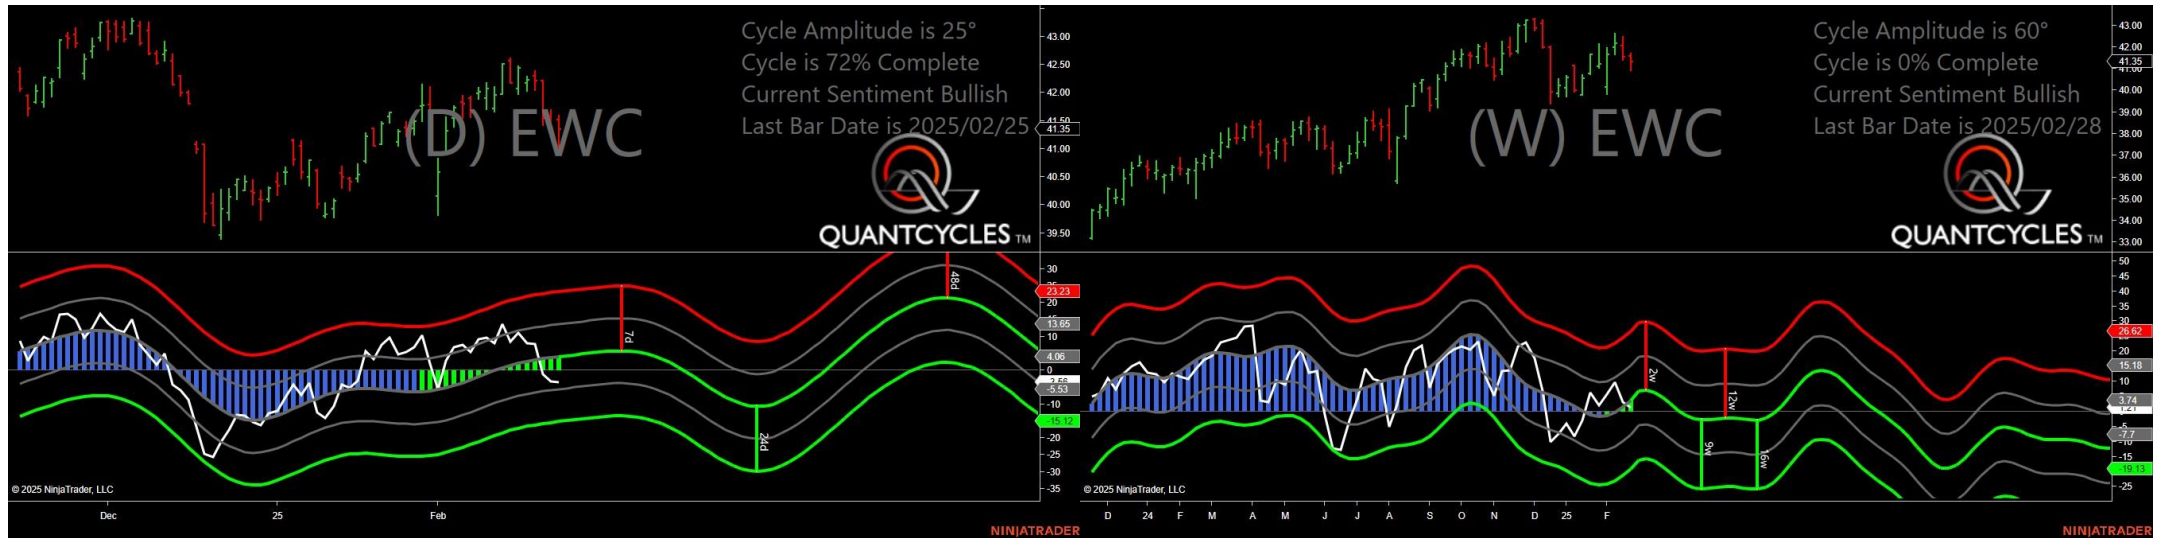 Cycle Amplitude is 25°
Cycle is 72% Complete
Current Sentiment Bullish
Last Bar Date is 2025/02/25
(D) EWC
QUANTCYCLES TM
43.00
42.50
42.00
41.50
41.35
41.00
40.50
40.00
39.50
30
23.23
20
13.65
10
4.06
0
-5.53
-10
-15.12
-20
-25
-30
-35
7d
24d
48d
© 2025 NinjaTrader, LLC
Dec
25
Feb
NINJATRADER
Cycle Amplitude is 60°
Cycle is 0% Complete
Current Sentiment Bullish
Last Bar Date is 2025/02/28
(W) EWC
QUANTCYCLES TM
43.00
42.00
41.35
41.00
40.00
39.00
38.00
37.00
36.00
35.00
34.00
33.00
50
45
40
35
30
26.62
20
15.18
10
3.74
1.21
-7.7
-15
-19.13
-25
2w
12w
9w
16w
© 2025 NinjaTrader, LLC
D
24
F
M
A
M
J
J
A
S
O
N
D
25
F
NINJATRADER